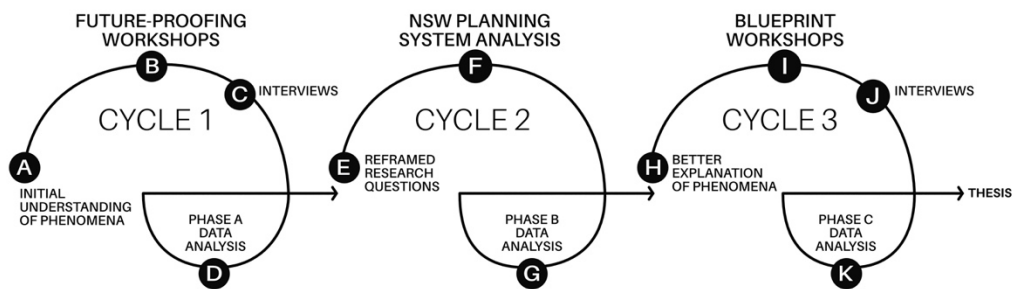 FUTURE-PROOFING
WORKSHOPS
B
C
INTERVIEWS
CYCLE 1
A
INITIAL
UNDERSTANDING
OF PHENOMENA
PHASE A
DATA
ANALYSIS
D
NSW PLANNING
SYSTEM ANALYSIS
F
CYCLE 2
E
REFRAMED
RESEARCH
QUESTIONS
PHASE B
DATA
ANALYSIS
G
BLUEPRINT
WORKSHOPS
I
J
INTERVIEWS
CYCLE 3
H
BETTER
EXPLANATION
OF PHENOMENA
THESIS
PHASE C
DATA
ANALYSIS
K